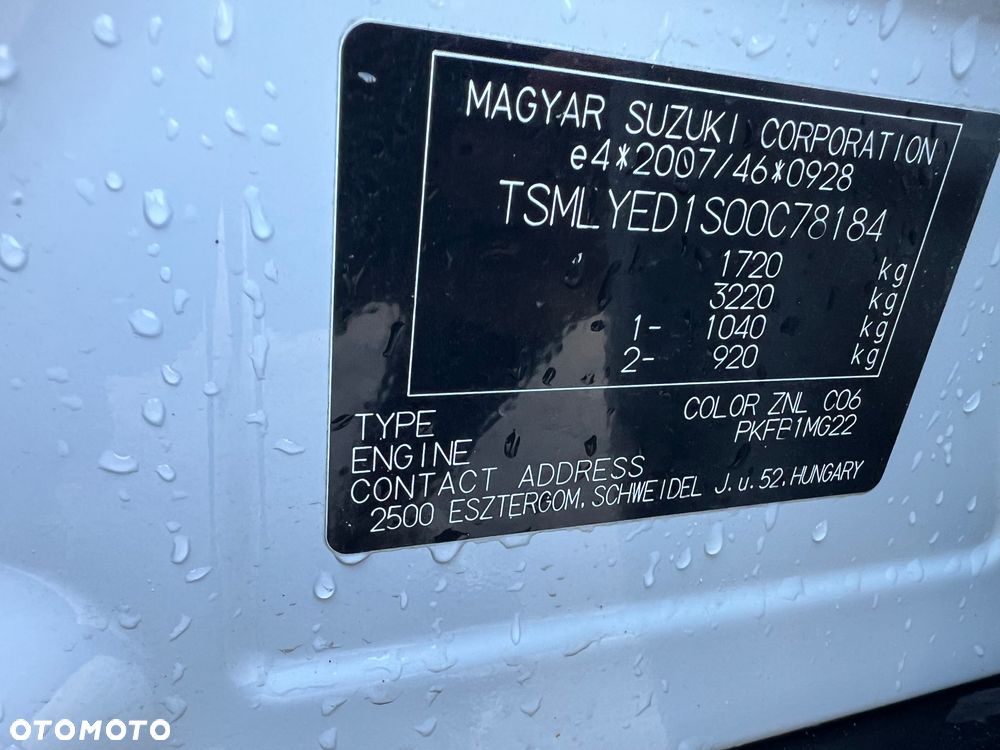 MAGYAR SUZUKI CORPORATION
e4*2007/46*0928
TSMLYED1S00C78184
1720 kg
3220 kg
1- 1040 kg
2- 920 kg
COLOR ZNL C06
TYPE PKFB1MG22
ENGINE
CONTACT ADDRESS
2500 ESZTERGOM, SCHWEIDEL J. u. 52. HUNGARY
OTOMOTO